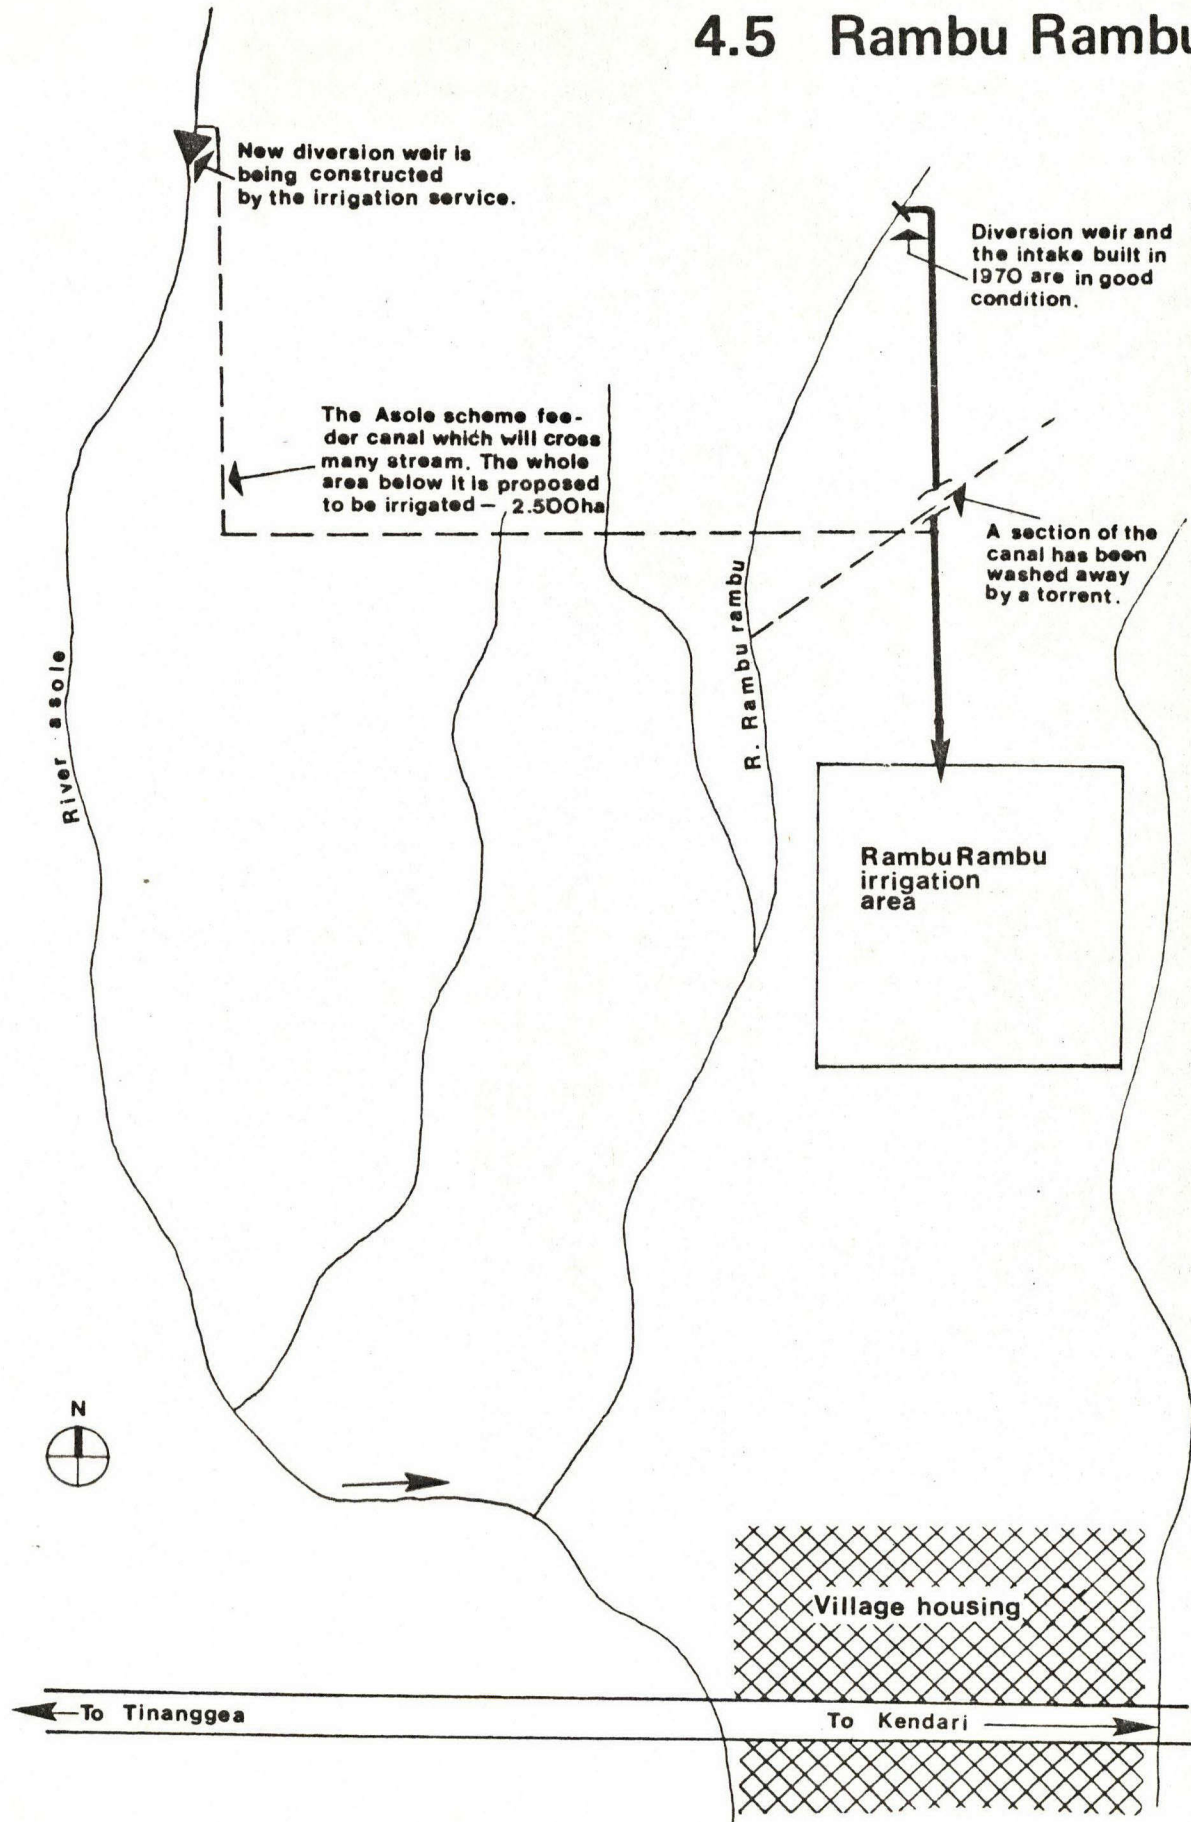 4.5 Rambu Rambu
New diversion weir is
being constructed
by the irrigation service.
Diversion weir and
the intake built in
1970 are in good
condition.
The Asole scheme fee-
der canal which will cross
many stream. The whole
area below it is proposed
to be irrigated – 2.500ha
A section of the
canal has been
washed away
by a torrent.
River asole
R. Rambu rambu
Rambu Rambu
irrigation
area
N
Village housing
To Tinanggea
To Kendari